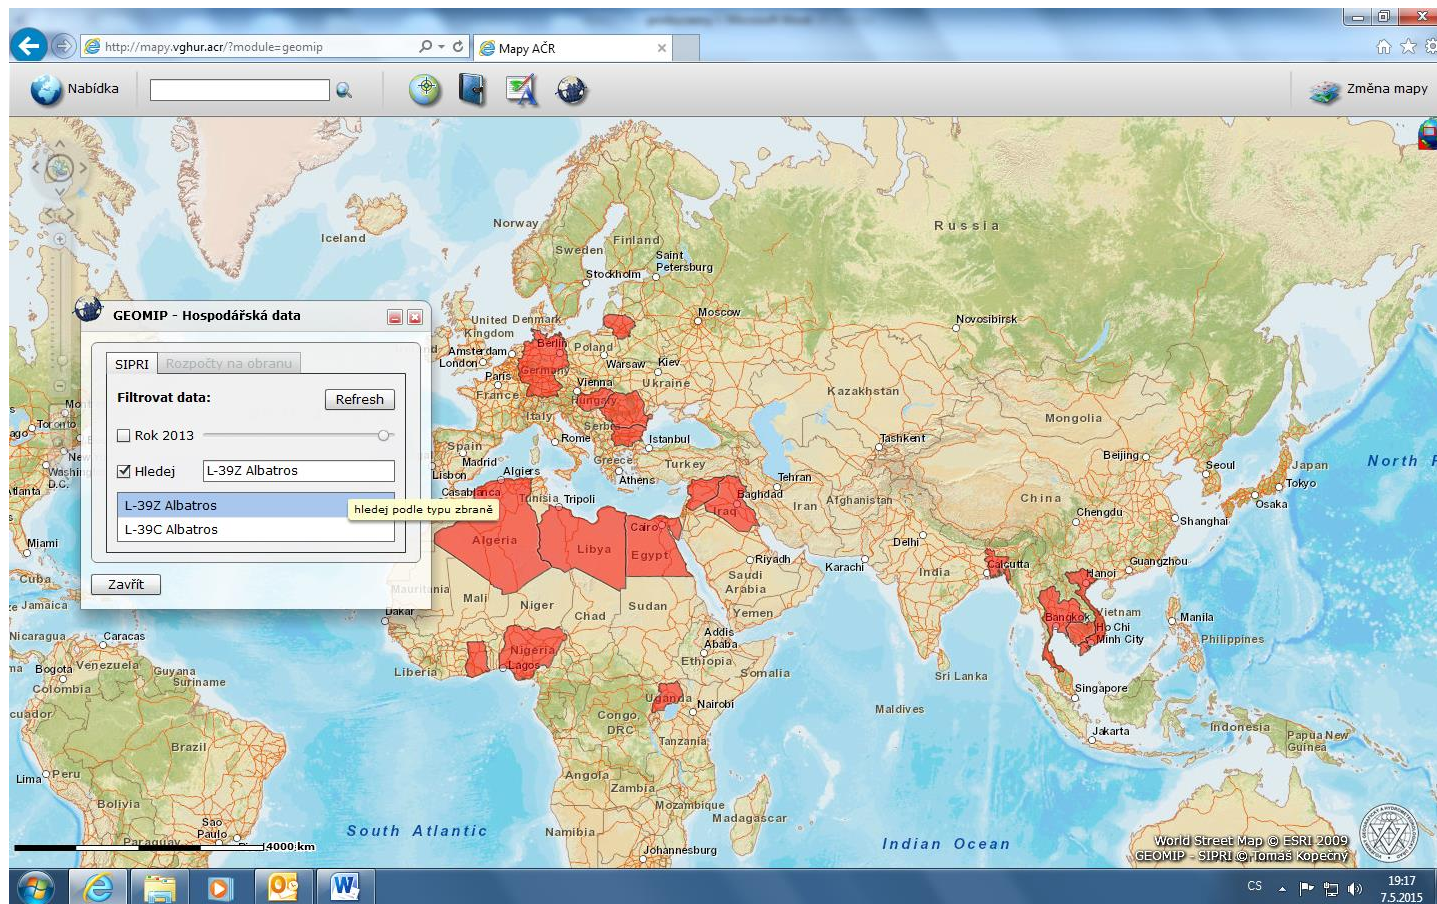 http://mapy.vghur.acr/?module=geomip
Mapy AČR
Nabídka
Změna mapy
Iceland
Norway
Sweden
Finland
Saint
Petersburg
Stockholm
Russia
Moscow
Novosibirsk
United
Kingdom
Denmark
Amsterdam
London
Berlin
Poland
Warsaw
Kiev
Germany
Paris
Vienna
Ukraine
France
Hungary
Kazakhstan
Mongolia
Italy
Serbia
Rome
Istanbul
Tashkent
Beijing
Seoul
Japan
Tokyo
North P
Spain
Madrid
Lisbon
Algiers
Greece
Athens
Turkey
Tehran
Osaka
Casablanca
Tunisia
Tripoli
Baghdad
Iraq
Iran
Afghanistan
China
Chengdu
Shanghai
Algeria
Libya
Cairo
Egypt
Riyadh
Saudi
Arabia
Karachi
Delhi
India
Calcutta
Hanoi
Guangzhou
Mauritania
Mali
Niger
Chad
Sudan
Yemen
Dakar
Bangkok
Vietnam
Ho Chi
Minh City
Manila
Philippines
Addis
Ababa
Ethiopia
Somalia
Liberia
Nigeria
Lagos
Sri Lanka
Singapore
Uganda
Nairobi
Maldives
Congo,
DRC
Tanzania
Jakarta
Indonesia
Papua New
Guinea
Angola
Zambia
Mozambique
Madagascar
Namibia
Johannesburg
South Atlantic
Indian Ocean
GEOMIP - Hospodářská data
SIPRI
Rozpočty na obranu
Filtrovat data:
Refresh
Rok 2013
Hledej
L-39Z Albatros
L-39Z Albatros
hledej podle typu zbraně
L-39C Albatros
Zavřít
Toronto
Washing
D.C.
Atlanta
Miami
Cuba
Jamaica
Nicaragua
Caracas
Bogota
Venezuela
Guyana
Suriname
Colombia
Brazil
Lima
Peru
Bolivia
Sao
Paulo
Paraguay
4000 km
World Street Map © ESRI 2009
GEOMIP - SIPRI © Tomáš Kopečný
CS
19:17
7.5.2015